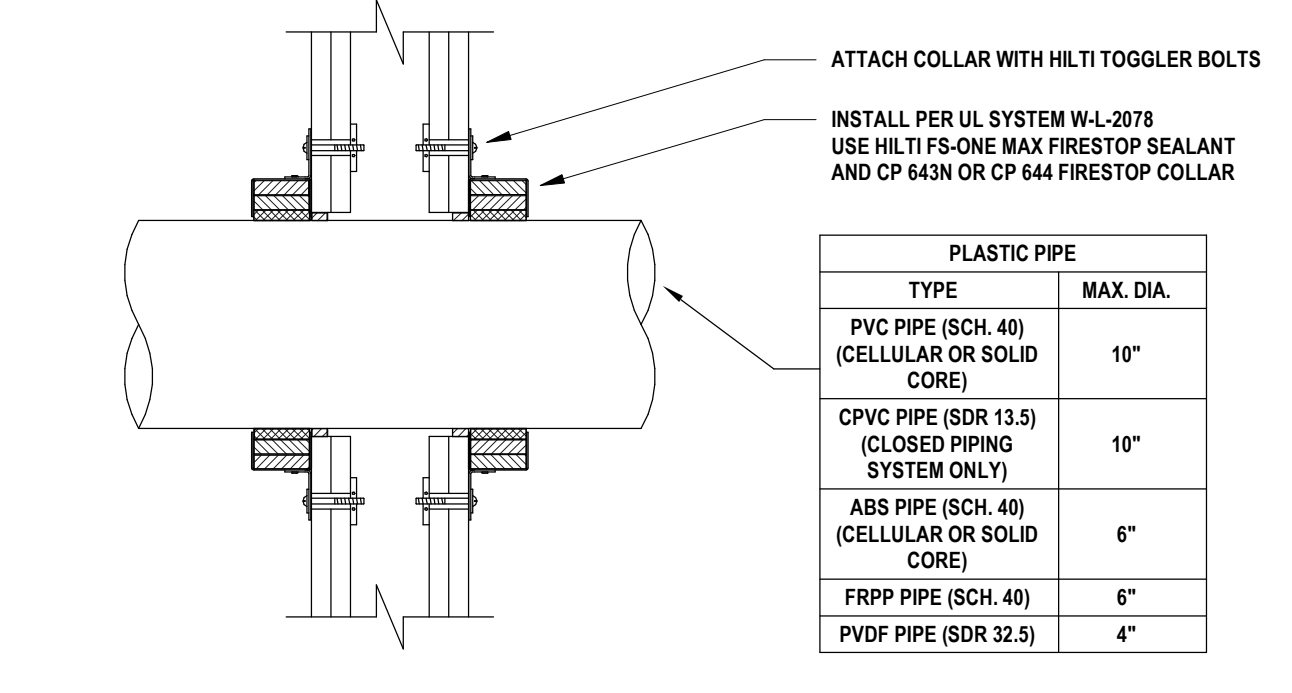 ATTACH COLLAR WITH HILTI TOGGLER BOLTS
INSTALL PER UL SYSTEM W-L-2078
USE HILTI FS-ONE MAX FIRESTOP SEALANT
AND CP 643N OR CP 644 FIRESTOP COLLAR
PLASTIC PIPE
TYPE MAX. DIA.
PVC PIPE (SCH. 40)
(CELLULAR OR SOLID
CORE)
10"
CPVC PIPE (SDR 13.5)
(CLOSED PIPING
SYSTEM ONLY)
10"
ABS PIPE (SCH. 40)
(CELLULAR OR SOLID
CORE)
6"
FRPP PIPE (SCH. 40) 6"
PVDF PIPE (SDR 32.5) 4"